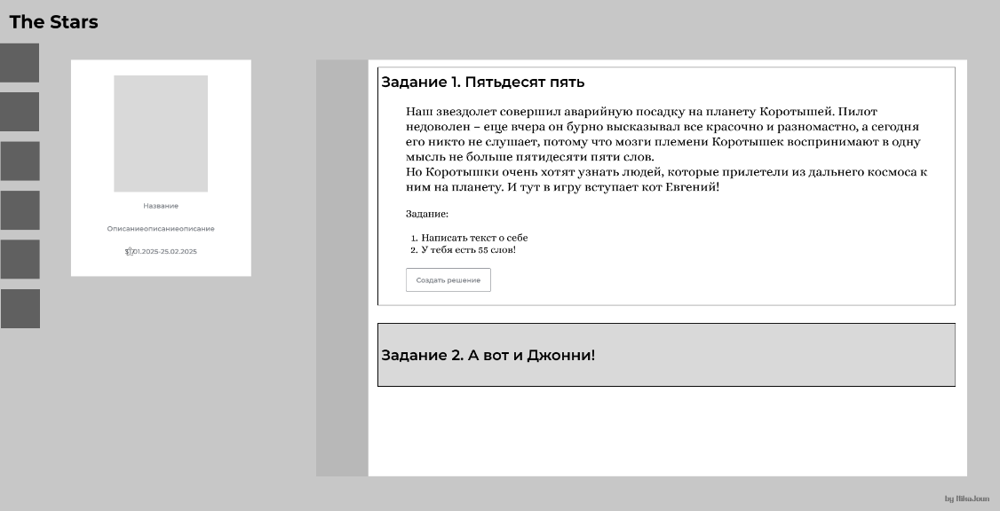 The Stars
Название
Описаниеописаниеописание
01.2025-25.02.2025
Задание 1. Пятьдесят пять
Наш звездолет совершил аварийную посадку на планету Коротышей. Пилот
недоволен – еще вчера он бурно высказывал все красочно и разномастно, а сегодня
его никто не слушает, потому что мозги племени Коротышек воспринимают в одну
мысль не больше пятидесяти пяти слов.
Но Коротышки очень хотят узнать людей, которые прилетели из дальнего космоса к
ним на планету. И тут в игру вступает кот Евгений!
Задание:
1. Написать текст о себе
2. У тебя есть 55 слов!
Создать решение
Задание 2. А вот и Джонни!
by NikaJoun